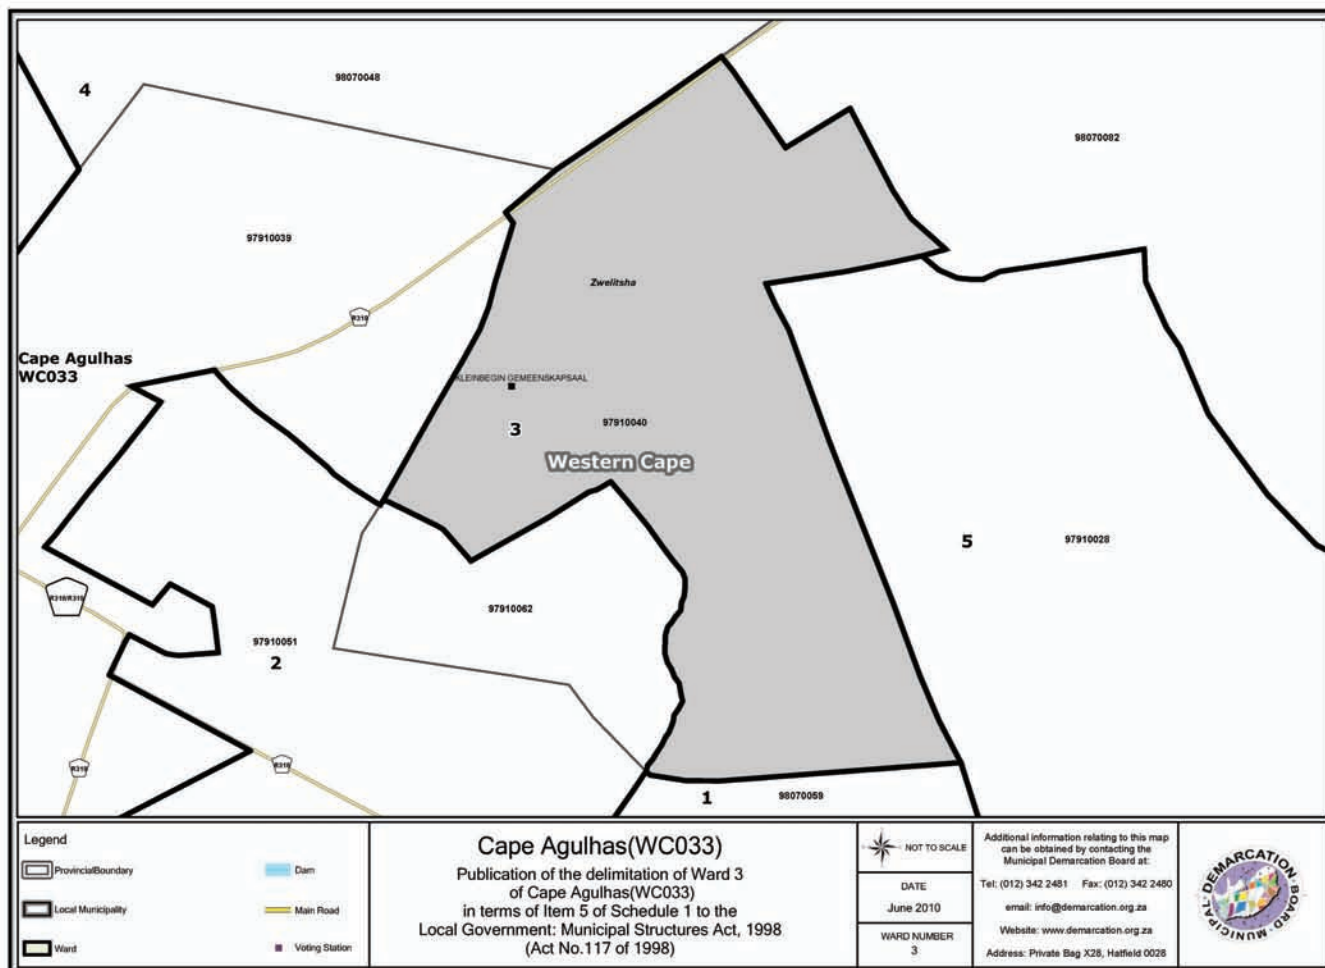 98070048
4
98070082
97910039
Zwelitsha
R319
Cape Agulhas
WC033
KLEINBEGIN GEMEENSKAPSAAL
97910040
3
Western Cape
5
97910028
97910062
97910051
2
R319
R316
1
98070059
Legend
ProvincialBoundary
Dam
Local Municipality
Main Road
Ward
Voting Station
Cape Agulhas(WC033)
Publication of the delimitation of Ward 3
of Cape Agulhas(WC033)
in terms of Item 5 of Schedule 1 to the
Local Government: Municipal Structures Act, 1998
(Act No.117 of 1998)
NOT TO SCALE
DATE
June 2010
WARD NUMBER
3
Additional information relating to this map
can be obtained by contacting the
Municipal Demarcation Board at:
Tel: (012) 342 2481 Fax: (012) 342 2480
email: info@demarcation.org.za
Website: www.demarcation.org.za
Address: Private Bag X28, Hatfield 0028
MUNICIPAL DEMARCATION BOARD